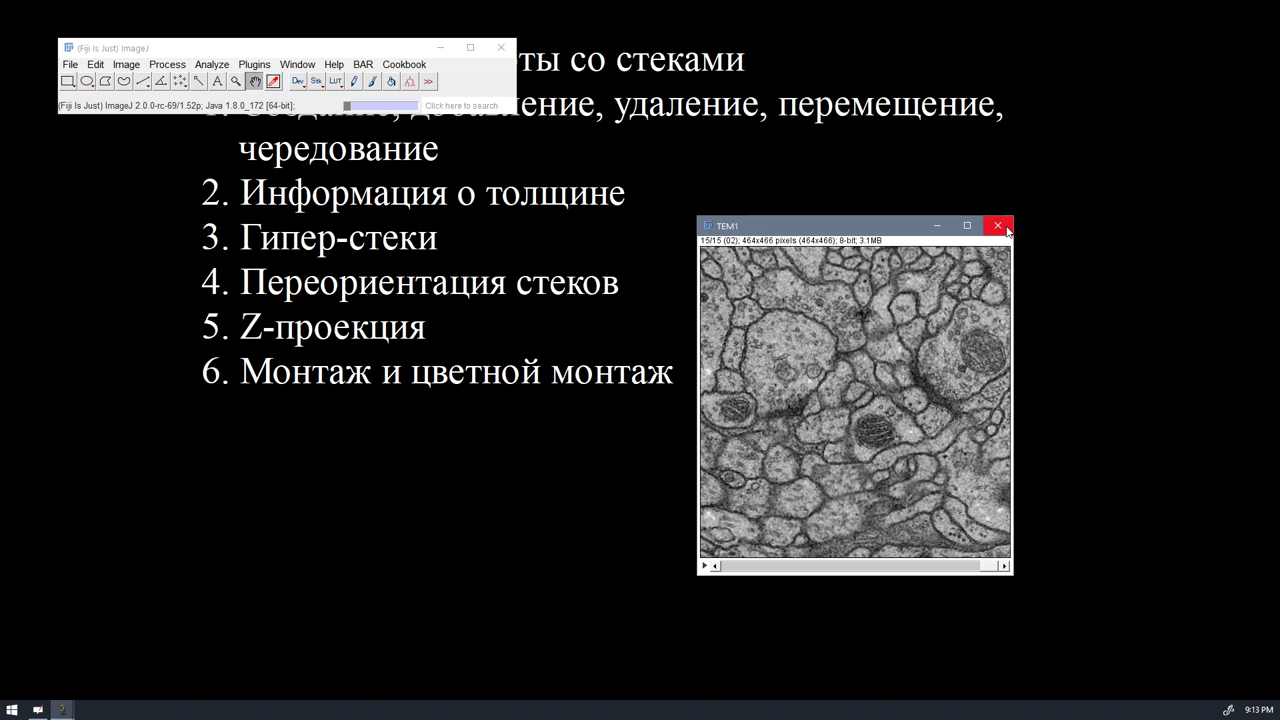 (Fiji Is Just) ImageJ
File Edit Image Process Analyze Plugins Window Help BAR Cookbook
Dev Stk LUT
(Fiji Is Just) ImageJ 2.0.0-rc-69/1.52p; Java 1.8.0_172 [64-bit]; Click here to search
ты со стеками
ение, удаление, перемещение,
чередование
2. Информация о толщине
3. Гипер-стеки
4. Переориентация стеков
5. Z-проекция
6. Монтаж и цветной монтаж
TEM1
15/15 (02); 464x466 pixels (464x466); 8-bit; 3.1MB
9:13 PM